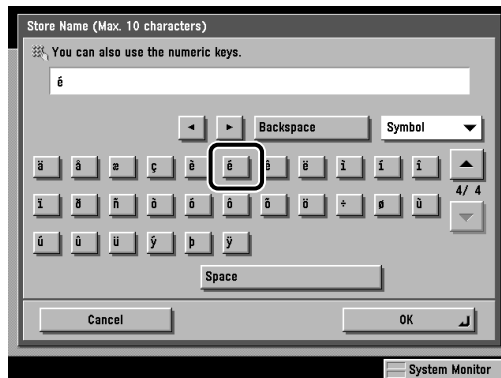 Store Name (Max. 10 characters)
You can also use the numeric keys.
é
◄ ► Backspace Symbol ▼
ä å æ ç è é ê ë ì í î ▲
4/ 4
ï ð ñ ò ó ô õ ö ÷ ø ù ▼
ú û ü ý þ ÿ
Space
Cancel OK
System Monitor